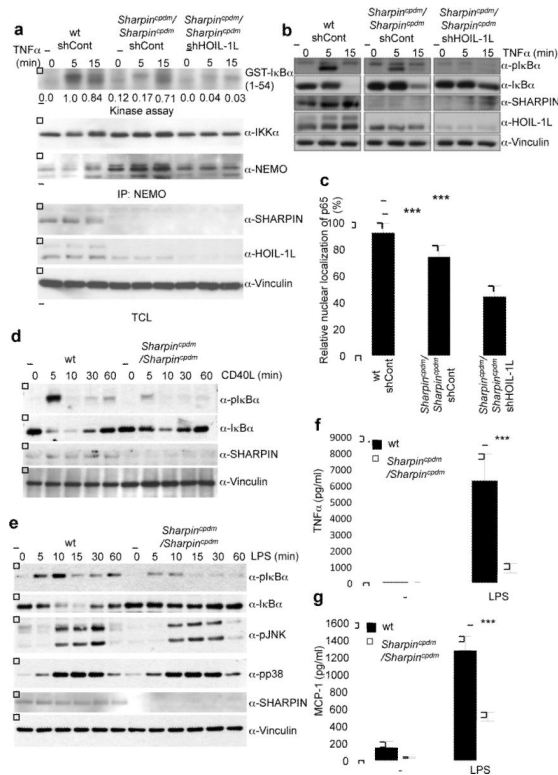 a
wt
shCont
Sharpincpdm/
Sharpincpdm
shCont
Sharpincpdm/
Sharpincpdm
shHOIL-1L
TNFα
(min)
- 5 15 - 5 15 - 5 15
GST-IκBα
(1-54)
0.0 1.0 0.84 0.12 0.17 0.71 0.0 0.04 0.03
Kinase assay
α-IKKα
α-NEMO
IP: NEMO
α-SHARPIN
α-HOIL-1L
α-Vinculin
TCL
b
wt
shCont
Sharpincpdm/
Sharpincpdm
shCont
Sharpincpdm/
Sharpincpdm
shHOIL-1L
0 5 15 0 5 15 0 5 15
TNFα (min)
α-pIκBα
α-IκBα
α-SHARPIN
α-HOIL-1L
α-Vinculin
c
Relative nuclear localization of p65
(%)
100
80
60
40
20
0
***
***
wt
shCont
Sharpincpdm/
Sharpincpdm
shCont
Sharpincpdm/
Sharpincpdm
shHOIL-1L
d
wt
Sharpincpdm
/Sharpincpdm
0 5 10 30 60 0 5 10 30 60
CD40L (min)
α-pIκBα
α-IκBα
α-SHARPIN
α-Vinculin
e
wt
Sharpincpdm
/Sharpincpdm
0 5 10 15 30 60 0 5 10 15 30 60
LPS (min)
α-pIκBα
α-IκBα
α-pJNK
α-pp38
α-SHARPIN
α-Vinculin
f
TNFα (pg/ml)
9000
8000
7000
6000
5000
4000
3000
2000
1000
0
wt
Sharpincpdm
/Sharpincpdm
***
-
LPS
g
MCP-1 (pg/ml)
1600
1400
1200
1000
800
600
400
200
0
wt
Sharpincpdm
/Sharpincpdm
***
-
LPS